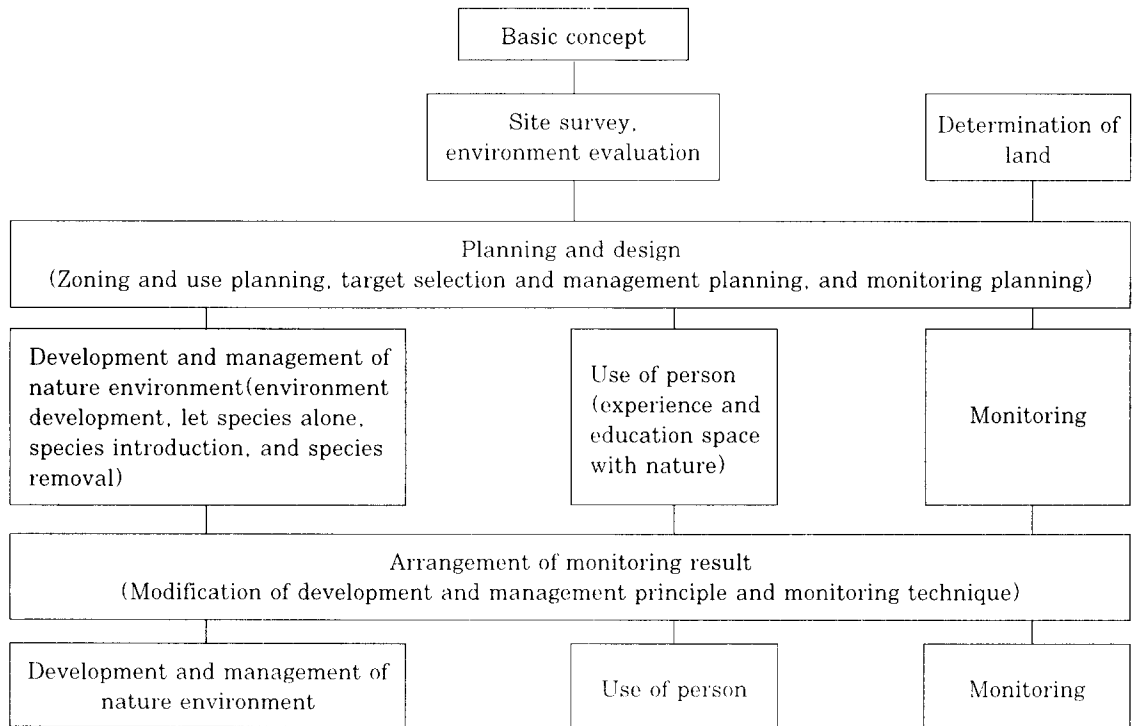 Basic concept
Site survey,
environment evaluation
Determination of
land
Planning and design
(Zoning and use planning, target selection and management planning, and monitoring planning)
Development and management of
nature environment(environment
development, let species alone,
species introduction, and species
removal)
Use of person
(experience and
education space
with nature)
Monitoring
Arrangement of monitoring result
(Modification of development and management principle and monitoring technique)
Development and management of
nature environment
Use of person
Monitoring